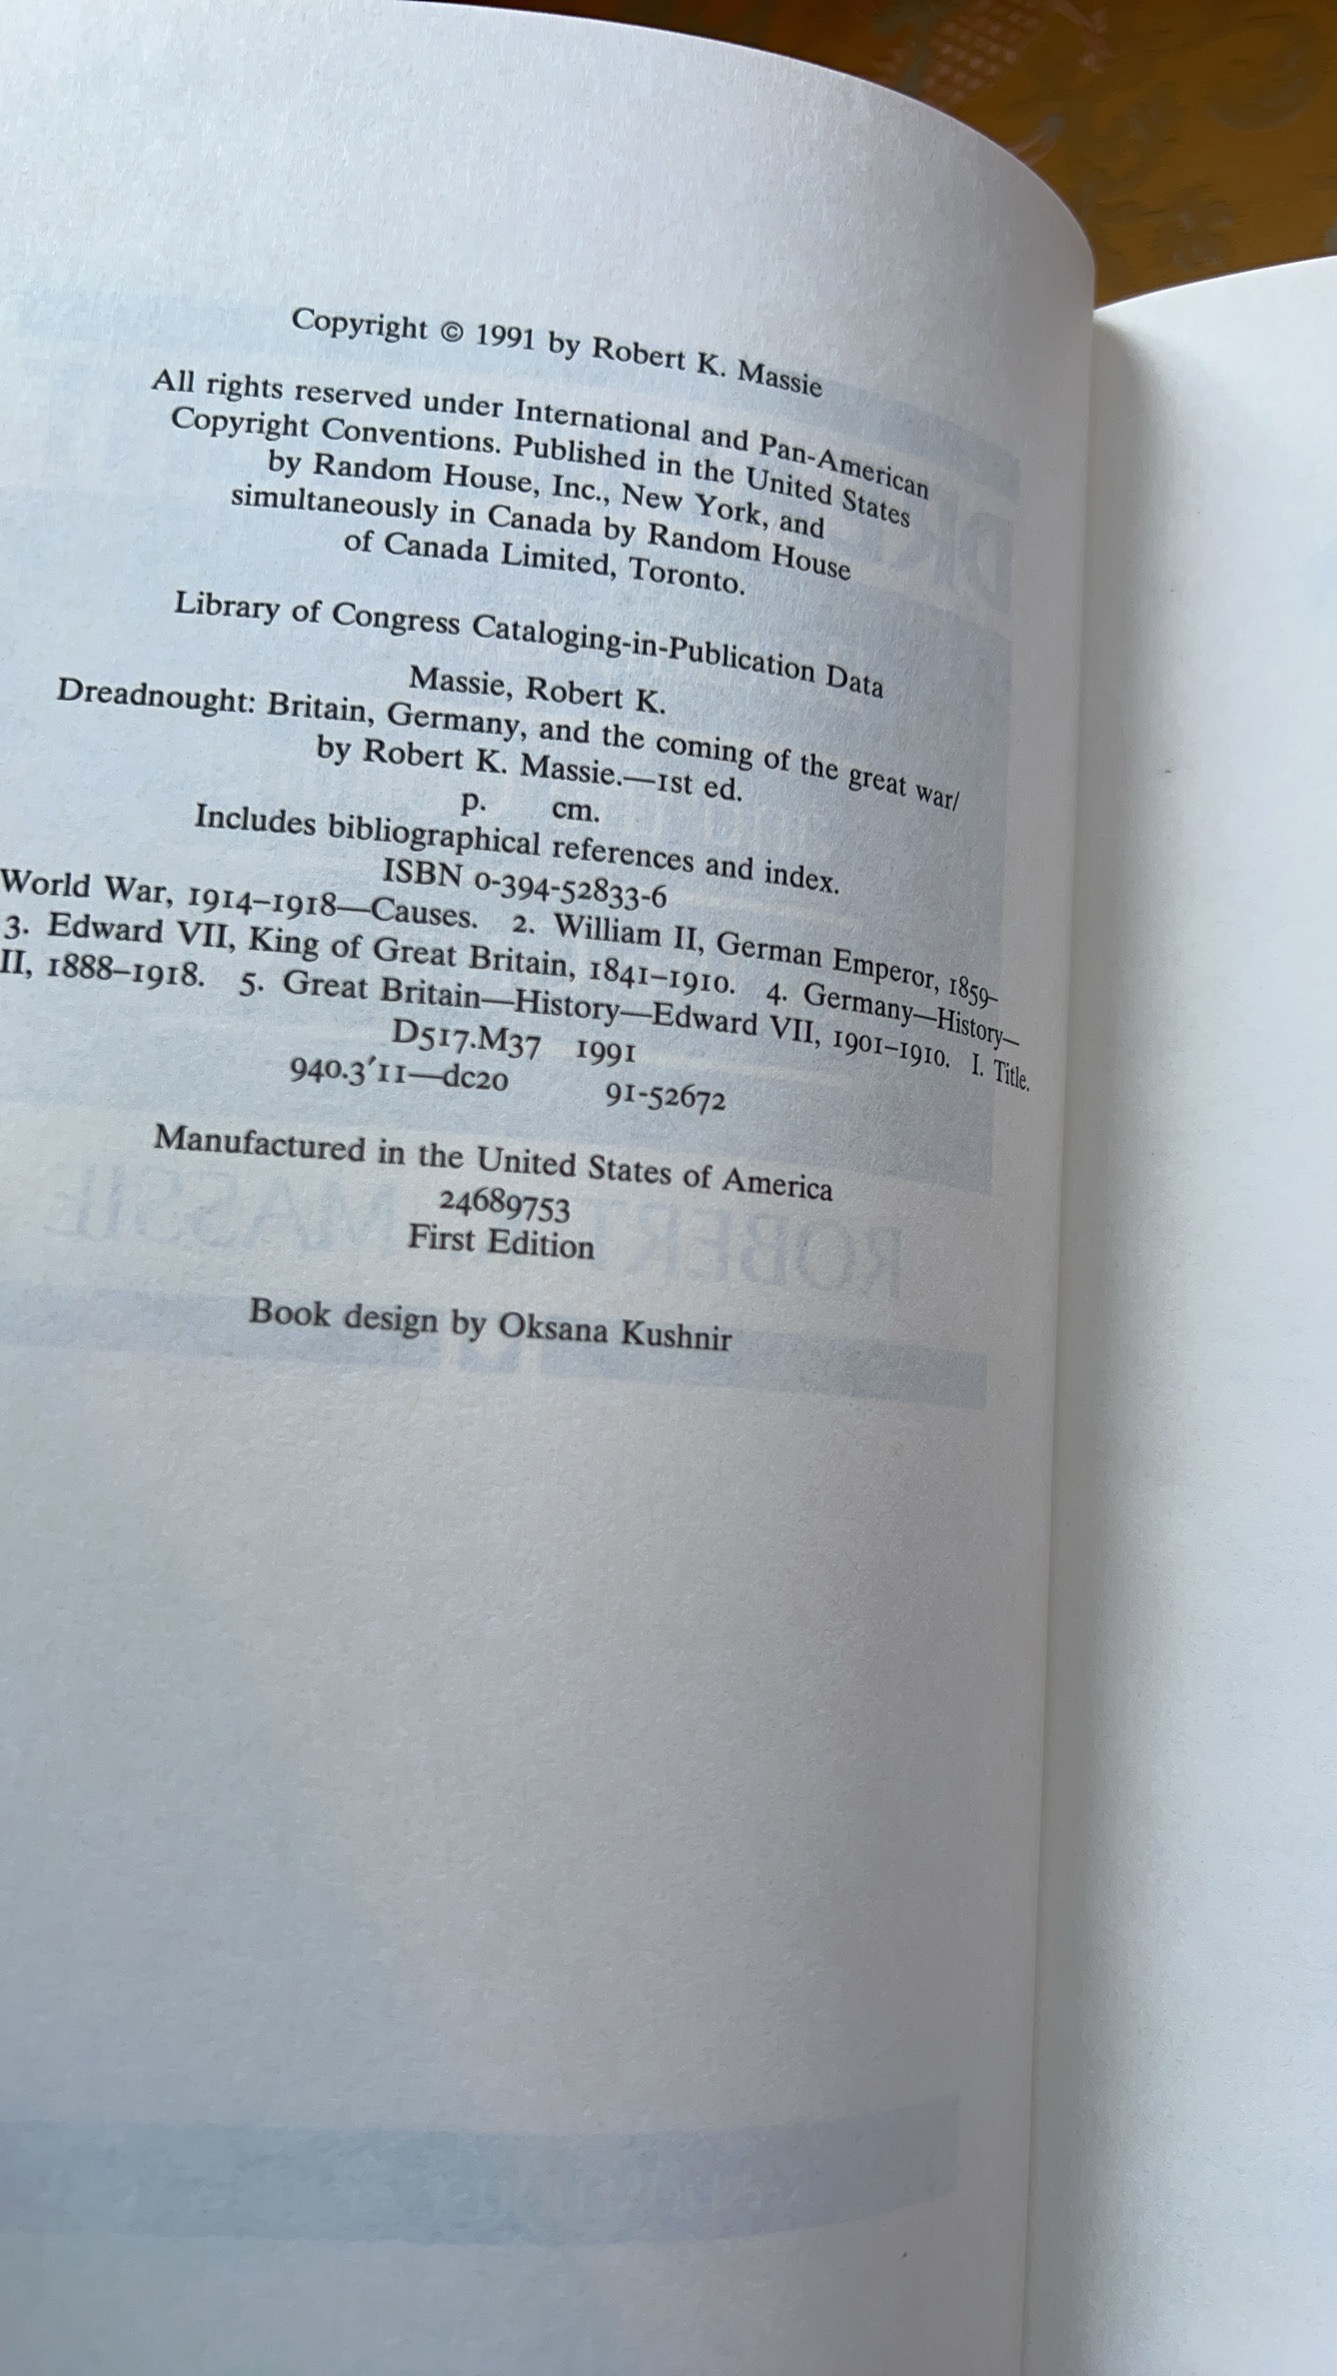 Copyright © 1991 by Robert K. Massie
All rights reserved under International and Pan-American
Copyright Conventions. Published in the United States
by Random House, Inc., New York, and
simultaneously in Canada by Random House
of Canada Limited, Toronto.
Library of Congress Cataloging-in-Publication Data
Massie, Robert K.
Dreadnought: Britain, Germany, and the coming of the great war/
by Robert K. Massie.—1st ed.
p. cm.
Includes bibliographical references and index.
ISBN 0-394-52833-6
World War, 1914–1918—Causes. 2. William II, German Emperor, 1859–
3. Edward VII, King of Great Britain, 1841–1910. 4. Germany—History—
II, 1888–1918. 5. Great Britain—History—Edward VII, 1901–1910. I. Title.
D517.M37 1991
940.3′11—dc20 91-52672
Manufactured in the United States of America
24689753
First Edition
Book design by Oksana Kushnir